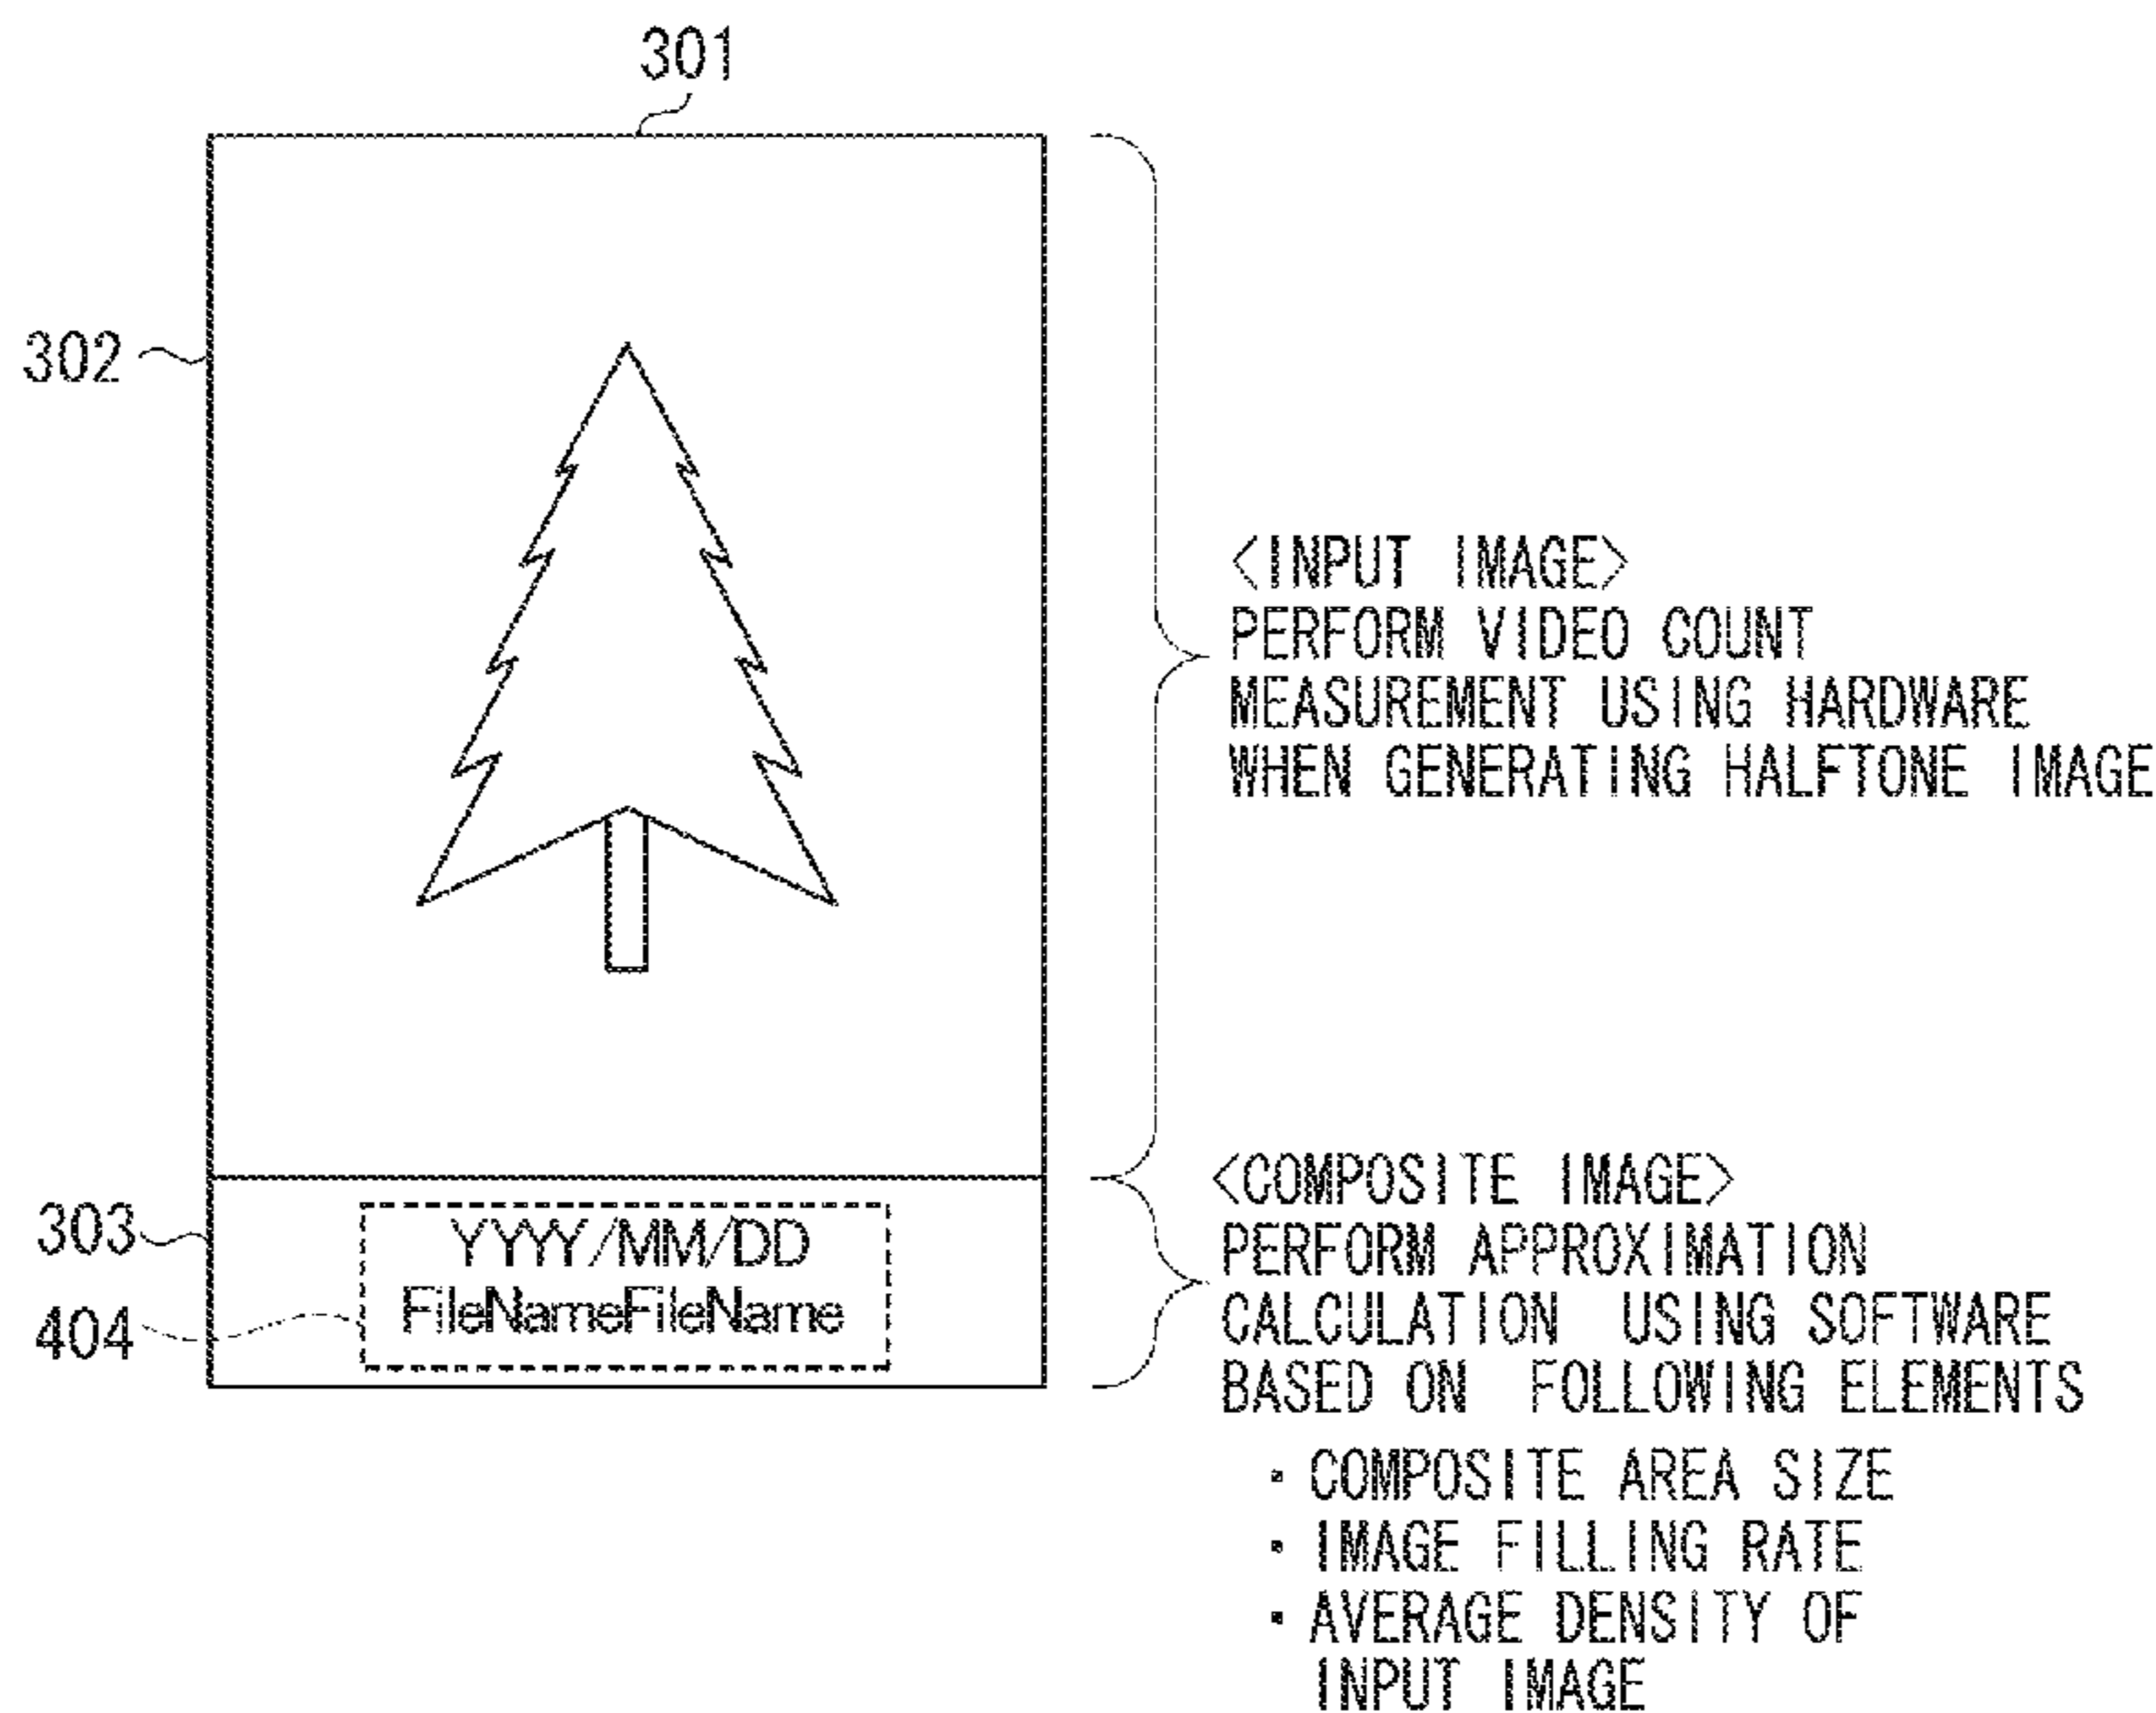 301
302
<INPUT IMAGE>
PERFORM VIDEO COUNT
MEASUREMENT USING HARDWARE
WHEN GENERATING HALFTONE IMAGE
303
YYYY/MM/DD
FileNameFileName
404
<COMPOSITE IMAGE>
PERFORM APPROXIMATION
CALCULATION USING SOFTWARE
BASED ON FOLLOWING ELEMENTS
・COMPOSITE AREA SIZE
・IMAGE FILLING RATE
・AVERAGE DENSITY OF
INPUT IMAGE